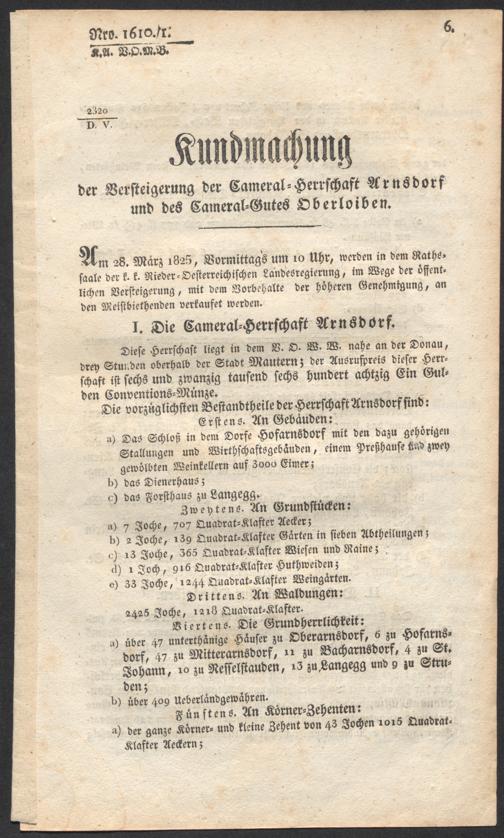 Nro. 1610./1.
6.
K.A. V.O.M.B.
2320
D. V.
Kundmachung
der Versteigerung der Cameral-Herrschaft Arnsdorf
und des Cameral-Gutes Oberloiben.
Am 28. März 1825, Vormittags um 10 Uhr, werden in dem Raths-
saale der k. k. Nieder-Oesterreichischen Landesregierung, im Wege der öffent-
lichen Versteigerung, mit dem Vorbehalte der höheren Genehmigung, an
den Meistbiethenden verkaufet werden.
I. Die Cameral-Herrschaft Arnsdorf.
Diese Herrschaft liegt in dem V. O. W. W. nahe an der Donau,
drey Stunden oberhalb der Stadt Mautern; der Ausrufpreis dieser Herr-
schaft ist sechs und zwanzig tausend sechs hundert achtzig Ein Gul-
den Conventions-Münze.
Die vorzüglichsten Bestandtheile der Herrschaft Arnsdorf sind:
Erstens. An Gebäuden:
a) Das Schloß in dem Dorfe Hofarnsdorf mit den dazu gehörigen
Stallungen und Wirthschaftsgebäuden, einem Preßhause und zwey
gewölbten Weinkellern auf 3000 Eimer;
b) das Dienerhaus;
c) das Forsthaus zu Langegg.
Zweytens. An Grundstücken:
a) 7 Joche, 707 Quadrat-Klafter Aecker;
b) 2 Joche, 139 Quadrat-Klafter Gärten in sieben Abtheilungen;
c) 13 Joche, 365 Quadrat-Klafter Wiesen und Raine;
d) 1 Joch, 916 Quadrat-Klafter Huthweiden;
e) 33 Joche, 1244 Quadrat-Klafter Weingärten.
Drittens. An Waldungen:
2425 Joche, 1218 Quadrat-Klafter.
Viertens. Die Grundherrlichkeit:
a) über 47 unterthänige Häuser zu Oberarnsdorf, 6 zu Hofarns-
dorf, 47 zu Mitterarnsdorf, 11 zu Bacharnsdorf, 4 zu St.
Johann, 10 zu Nesselstauden, 13 zu Langegg und 9 zu Stru-
den;
b) über 409 Ueberländgewähren.
Fünftens. An Körner-Zehenten:
a) der ganze Körner- und kleine Zehent von 43 Jochen 1015 Quadrat-
Klafter Aeckern;